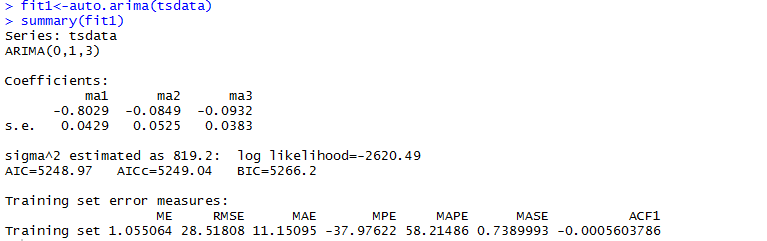 > fit1<-auto.arima(tsdata)
> summary(fit1)
Series: tsdata
ARIMA(0,1,3)
Coefficients:
ma1 ma2 ma3
-0.8029 -0.0849 -0.0932
s.e. 0.0429 0.0525 0.0383
sigma^2 estimated as 819.2: log likelihood=-2620.49
AIC=5248.97 AICc=5249.04 BIC=5266.2
Training set error measures:
ME RMSE MAE MPE MAPE MASE ACF1
Training set 1.055064 28.51808 11.15095 -37.97622 58.21486 0.7389993 -0.0005603786